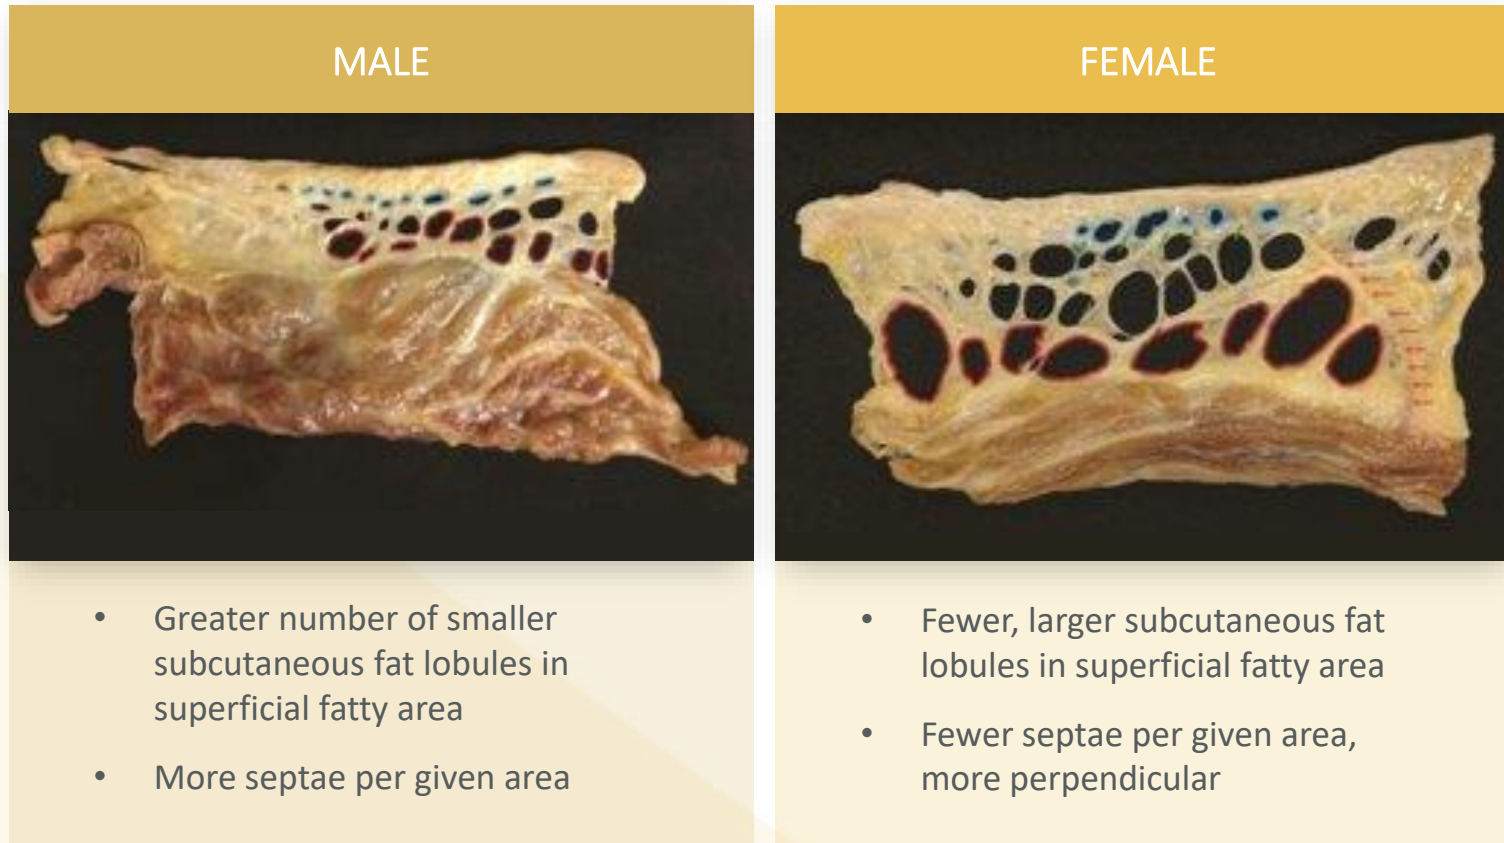 MALE
• Greater number of smaller
subcutaneous fat lobules in
superficial fatty area
• More septae per given area
FEMALE
• Fewer, larger subcutaneous fat
lobules in superficial fatty area
• Fewer septae per given area,
more perpendicular